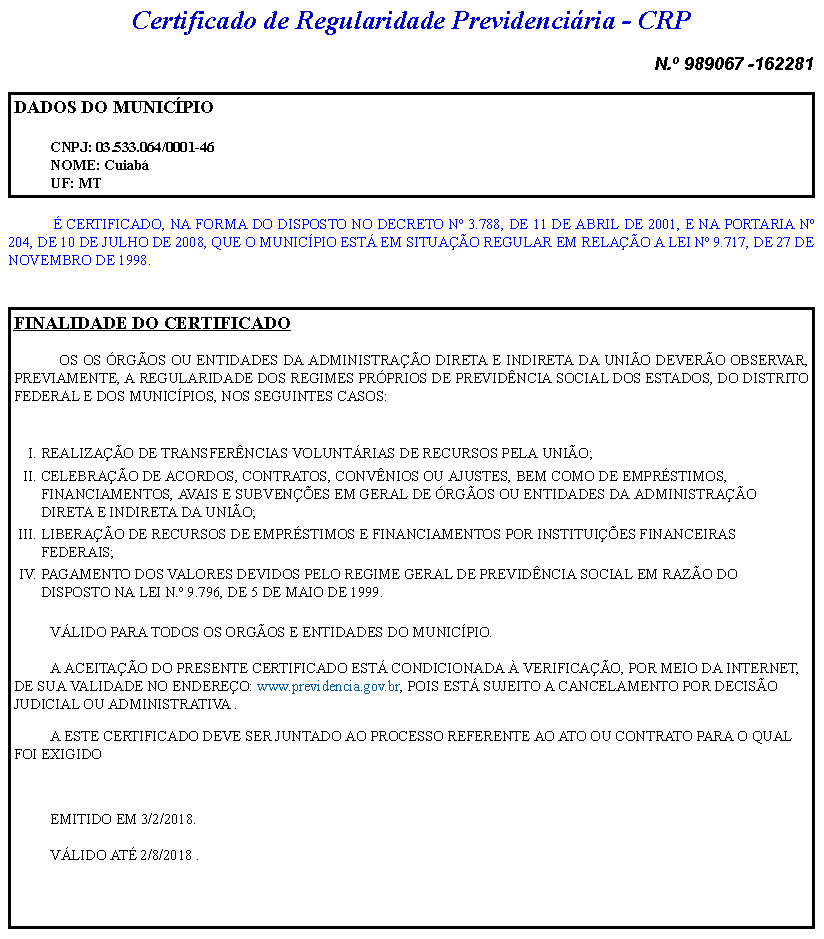 Certificado de Regularidade Previdenciária - CRP
N.º 989067 -162281
DADOS DO MUNICÍPIO
CNPJ: 03.533.064/0001-46
NOME: Cuiabá
UF: MT
É CERTIFICADO, NA FORMA DO DISPOSTO NO DECRETO Nº 3.788, DE 11 DE ABRIL DE 2001, E NA PORTARIA Nº
204, DE 10 DE JULHO DE 2008, QUE O MUNICÍPIO ESTÁ EM SITUAÇÃO REGULAR EM RELAÇÃO A LEI Nº 9.717, DE 27 DE
NOVEMBRO DE 1998.
FINALIDADE DO CERTIFICADO
OS OS ÓRGÃOS OU ENTIDADES DA ADMINISTRAÇÃO DIRETA E INDIRETA DA UNIÃO DEVERÃO OBSERVAR,
PREVIAMENTE, A REGULARIDADE DOS REGIMES PRÓPRIOS DE PREVIDÊNCIA SOCIAL DOS ESTADOS, DO DISTRITO
FEDERAL E DOS MUNICÍPIOS, NOS SEGUINTES CASOS:
I. REALIZAÇÃO DE TRANSFERÊNCIAS VOLUNTÁRIAS DE RECURSOS PELA UNIÃO;
II. CELEBRAÇÃO DE ACORDOS, CONTRATOS, CONVÊNIOS OU AJUSTES, BEM COMO DE EMPRÉSTIMOS,
FINANCIAMENTOS, AVAIS E SUBVENÇÕES EM GERAL DE ÓRGÃOS OU ENTIDADES DA ADMINISTRAÇÃO
DIRETA E INDIRETA DA UNIÃO;
III. LIBERAÇÃO DE RECURSOS DE EMPRÉSTIMOS E FINANCIAMENTOS POR INSTITUIÇÕES FINANCEIRAS
FEDERAIS;
IV. PAGAMENTO DOS VALORES DEVIDOS PELO REGIME GERAL DE PREVIDÊNCIA SOCIAL EM RAZÃO DO
DISPOSTO NA LEI N.º 9.796, DE 5 DE MAIO DE 1999.
VÁLIDO PARA TODOS OS ORGÃOS E ENTIDADES DO MUNICÍPIO.
A ACEITAÇÃO DO PRESENTE CERTIFICADO ESTÁ CONDICIONADA À VERIFICAÇÃO, POR MEIO DA INTERNET,
DE SUA VALIDADE NO ENDEREÇO: www.previdencia.gov.br, POIS ESTÁ SUJEITO A CANCELAMENTO POR DECISÃO
JUDICIAL OU ADMINISTRATIVA .
A ESTE CERTIFICADO DEVE SER JUNTADO AO PROCESSO REFERENTE AO ATO OU CONTRATO PARA O QUAL
FOI EXIGIDO
EMITIDO EM 3/2/2018.
VÁLIDO ATÉ 2/8/2018 .